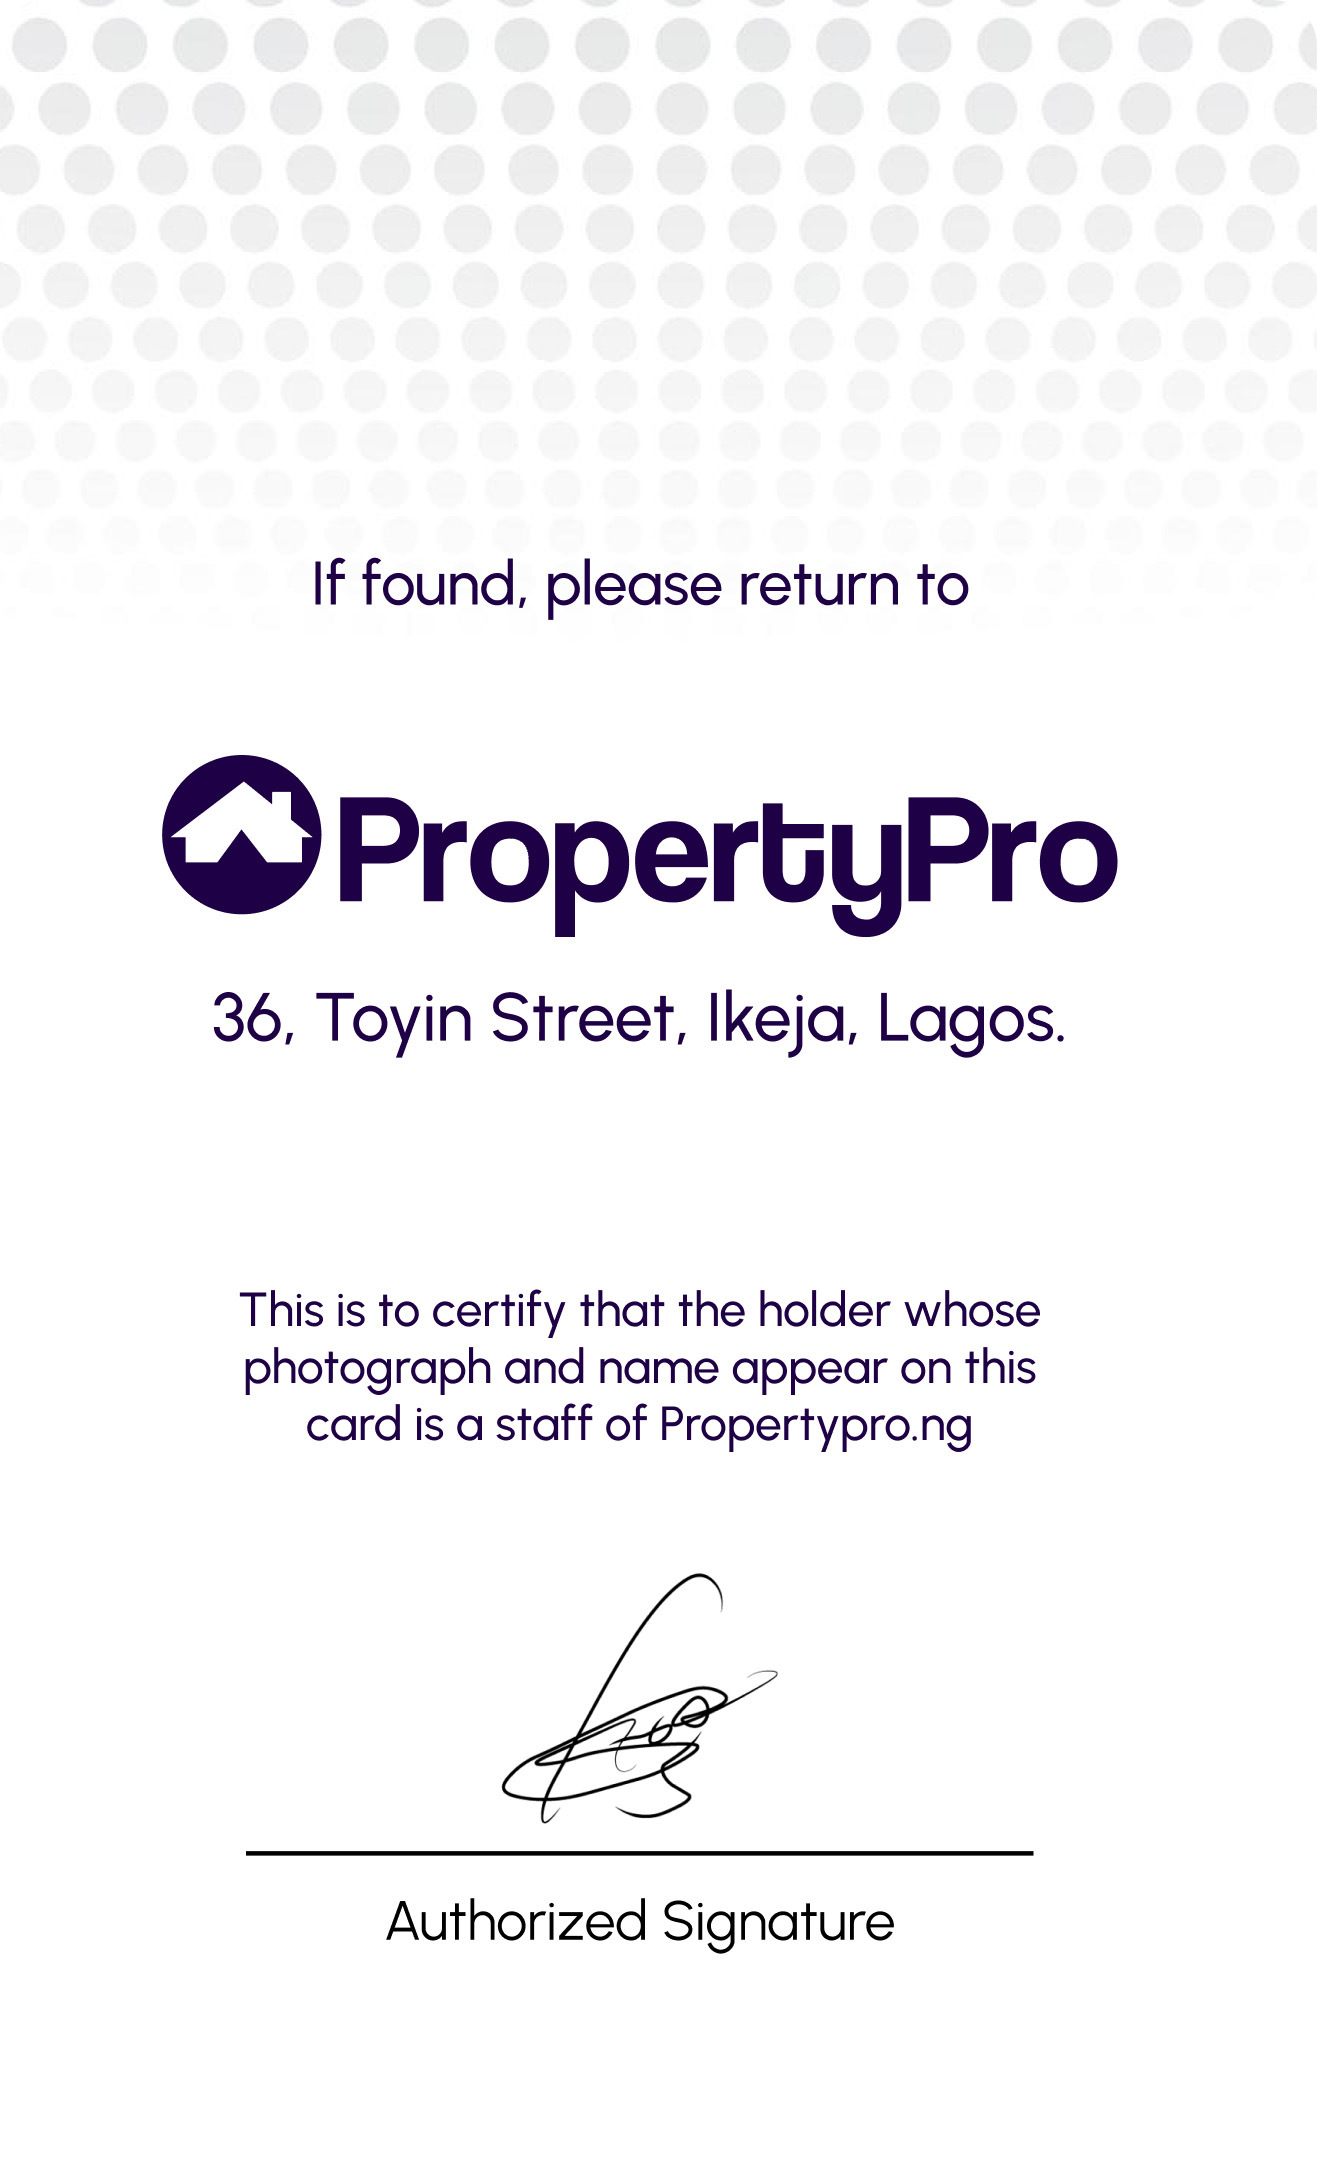 If found, please return to
PropertyPro
36, Toyin Street, Ikeja, Lagos.
This is to certify that the holder whose
photograph and name appear on this
card is a staff of Propertypro.ng
Authorized Signature